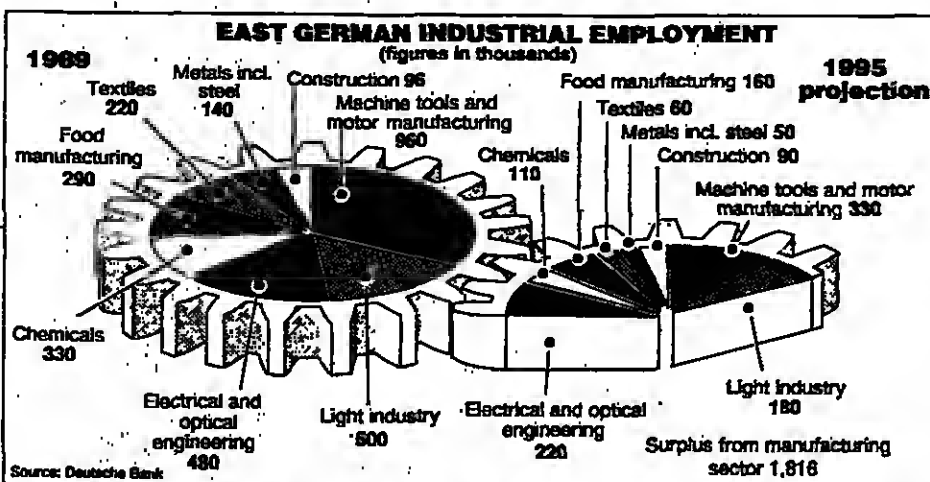 EAST GERMAN INDUSTRIAL EMPLOYMENT
(figures in thousands)
1989
Textiles
220
Metals incl.
steel
140
Construction 96
Machine tools and
motor manufacturing
960
Food
manufacturing
290
Chemicals
330
Electrical and
optical
engineering
480
Light industry
500
Source: Deutsche Bank
1995
projection
Food manufacturing 160
Textiles 60
Metals incl. steel 50
Construction 90
Chemicals
110
Machine tools and motor
manufacturing 330
Electrical and optical
engineering
220
Light industry
180
Surplus from manufacturing
sector 1,816